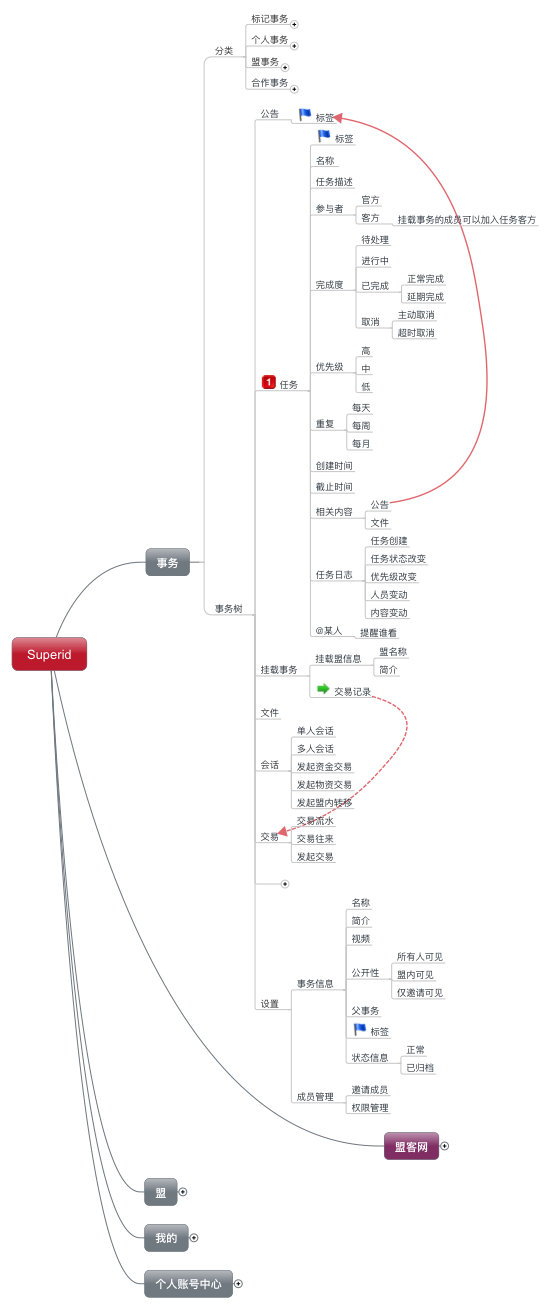 标记事务
个人事务
分类
盟事务
合作事务
公告
标签
标签
名称
任务描述
官方
参与者
客方
挂载事务的成员可以加入任务客方
待处理
进行中
正常完成
完成度
已完成
延期完成
主动取消
取消
超时取消
高
优先级
中
1
任务
低
每天
重复
每周
每月
创建时间
截止时间
公告
相关内容
文件
任务创建
任务状态改变
事务
任务日志
优先级改变
人员变动
事务树
内容变动
@某人
提醒谁看
Superid
盟名称
挂载盟信息
挂载事务
简介
交易记录
文件
单人会话
多人会话
会话
发起资金交易
发起物资交易
发起盟内转移
交易流水
交易
交易往来
发起交易
名称
简介
视频
所有人可见
公开性
盟内可见
事务信息
仅邀请可见
设置
父事务
标签
正常
状态信息
已归档
邀请成员
成员管理
权限管理
盟客网
盟
我的
个人账号中心